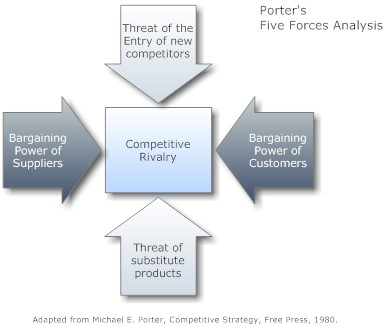 Porter's
Five Forces Analysis
Threat of the
Entry of new
competitors
Bargaining
Power of
Suppliers
Competitive
Rivalry
Bargaining
Power of
Customers
Threat of
substitute
products
Adapted from Michael E. Porter, Competitive Strategy, Free Press, 1980.